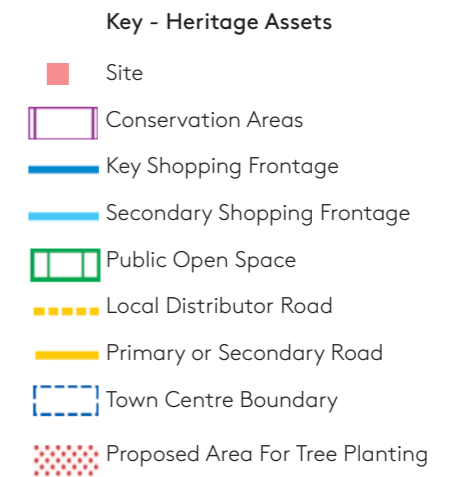 Key - Heritage Assets
Site
Conservation Areas
Key Shopping Frontage
Secondary Shopping Frontage
Public Open Space
Local Distributor Road
Primary or Secondary Road
Town Centre Boundary
Proposed Area For Tree Planting